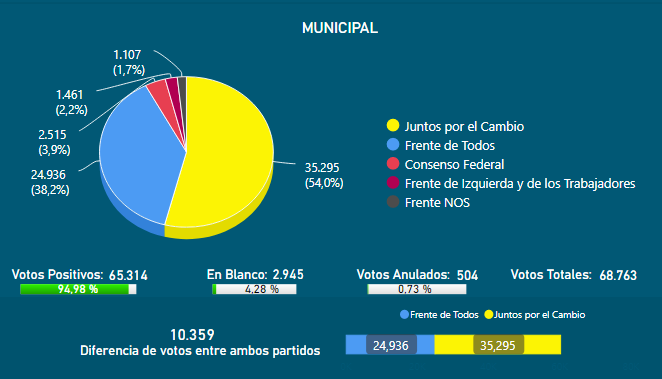 MUNICIPAL
1.107
(1,7%)
1.461
(2,2%)
2.515
(3,9%)
24.936
(38,2%)
35.295
(54,0%)
Juntos por el Cambio
Frente de Todos
Consenso Federal
Frente de Izquierda y de los Trabajadores
Frente NOS
Votos Positivos: 65.314
94,98 %
En Blanco: 2.945
4,28 %
Votos Anulados: 504
0,73 %
Votos Totales: 68.763
10.359
Diferencia de votos entre ambos partidos
Frente de Todos Juntos por el Cambio
24,936 35,295